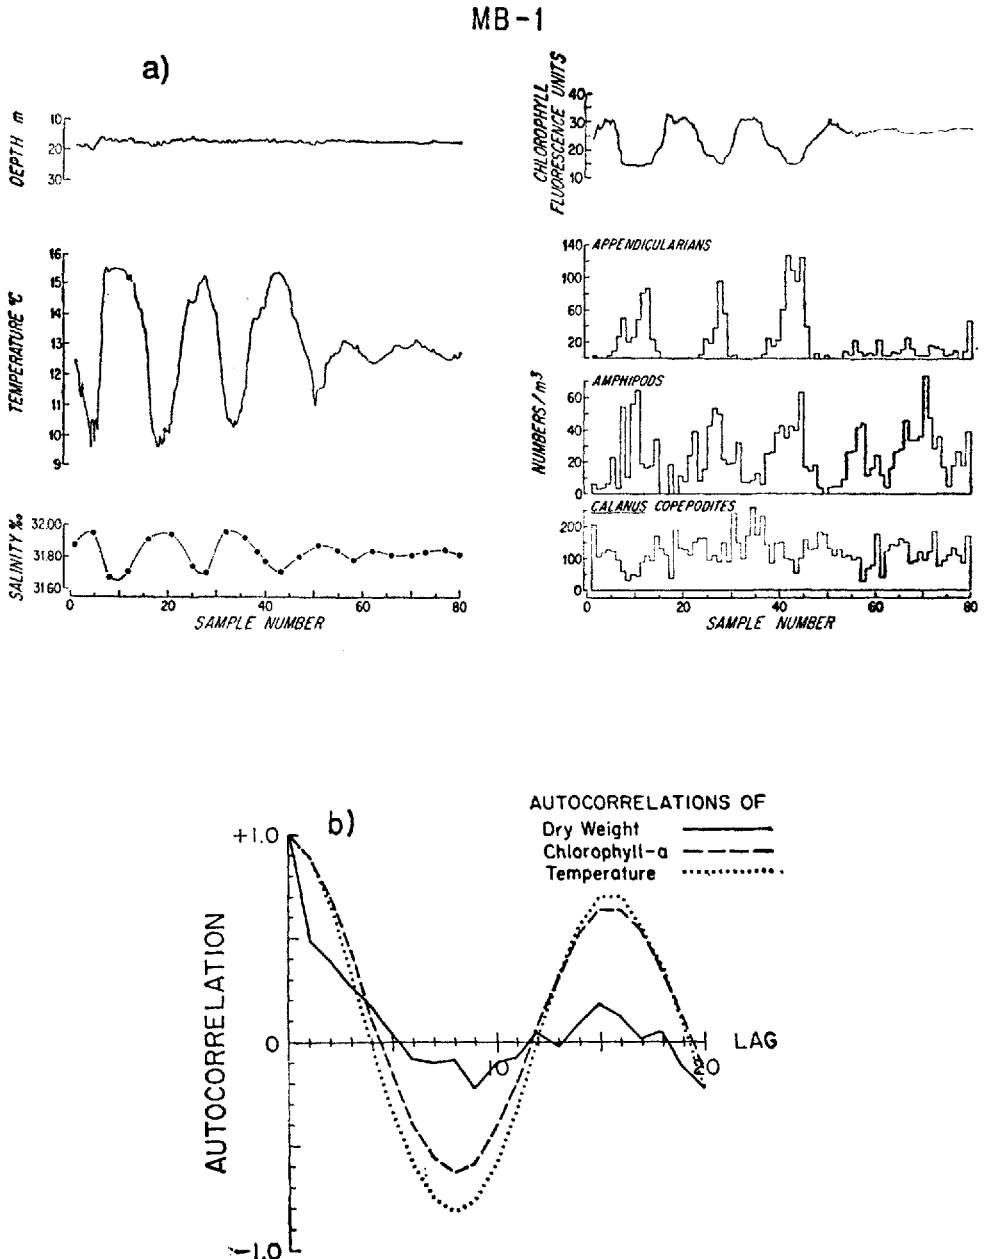 MB-1
a)
DEPTH m
10
20
30
TEMPERATURE °C
16
15
14
13
12
11
10
9
SALINITY ‰
32.00
31.80
31.60
0 20 40 60 80
SAMPLE NUMBER
CHLOROPHYLL
FLUORESCENCE UNITS
40
30
20
10
NUMBERS/m³
APPENDICULARIANS
140
100
60
20
AMPHIPODS
60
40
20
0
CALANUS COPEPODITES
200
100
0
0 20 40 60 80
SAMPLE NUMBER
b)
AUTOCORRELATIONS OF
Dry Weight
Chlorophyll-a
Temperature
AUTOCORRELATION
+1.0
0
-1.0
10 20
LAG